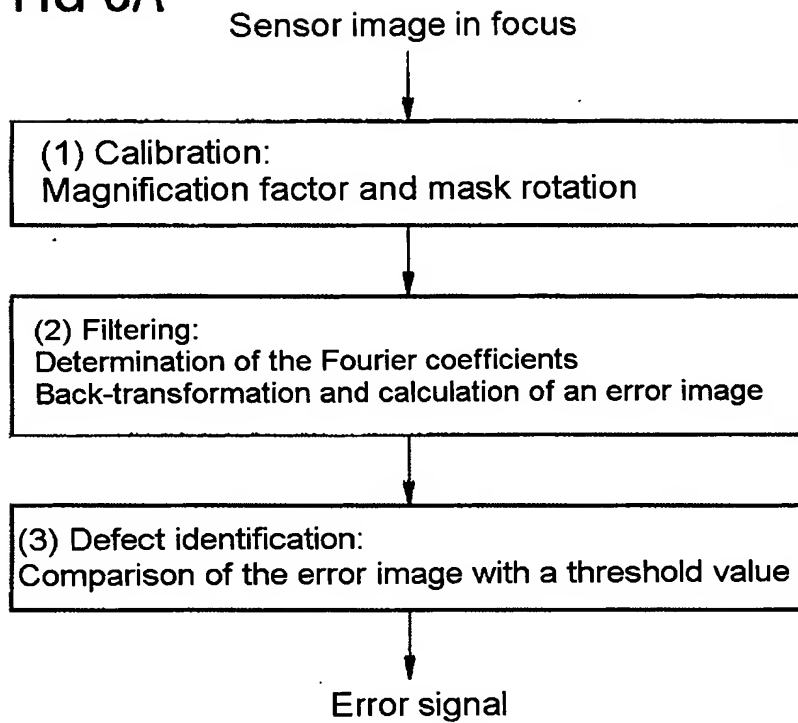 Sensor image in focus
(1) Calibration:
Magnification factor and mask rotation
(2) Filtering:
Determination of the Fourier coefficients
Back-transformation and calculation of an error image
(3) Defect identification:
Comparison of the error image with a threshold value
Error signal